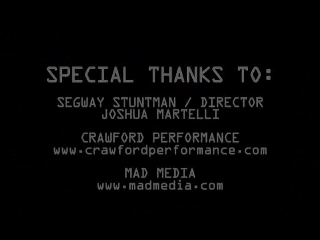 SPECIAL THANKS TO:
SEGWAY STUNTMAN / DIRECTOR
JOSHUA MARTELLI
CRAWFORD PERFORMANCE
www.crawfordperformance.com
MAD MEDIA
www.madmedia.com